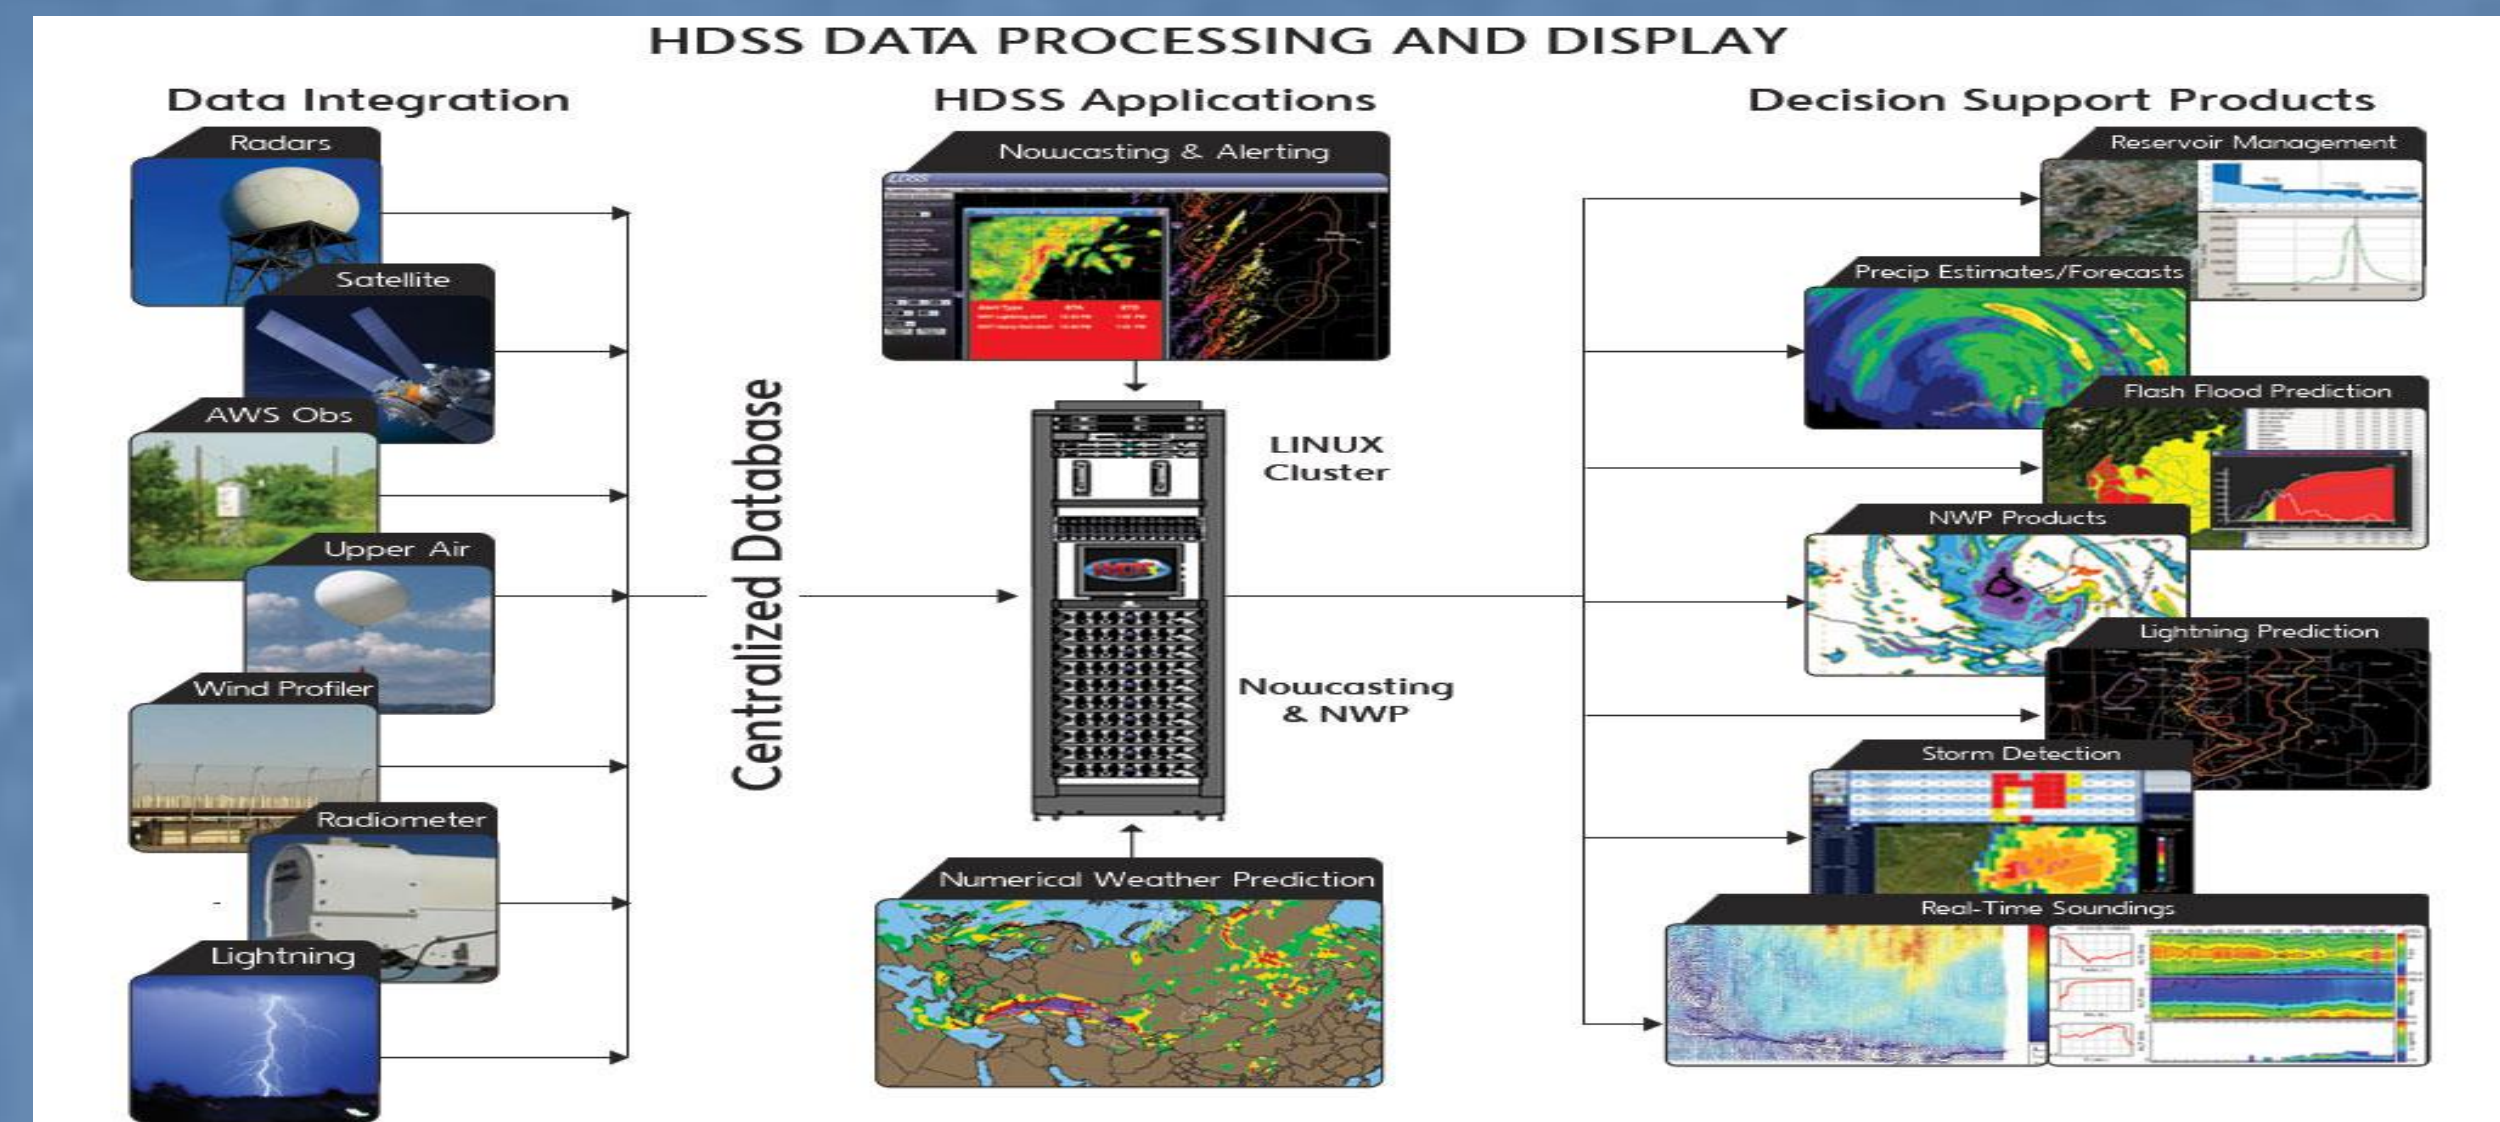 HDSS DATA PROCESSING AND DISPLAY
Data Integration
Radars
Satellite
AWS Obs
Upper Air
Wind Profiler
Radiometer
Lightning
Centralized Database
HDSS Applications
Nowcasting & Alerting
LINUX
Cluster
Nowcasting
& NWP
Numerical Weather Prediction
Decision Support Products
Reservoir Management
Precip Estimates/Forecasts
Flash Flood Prediction
NWP Products
Lightning Prediction
Storm Detection
Real-Time Soundings